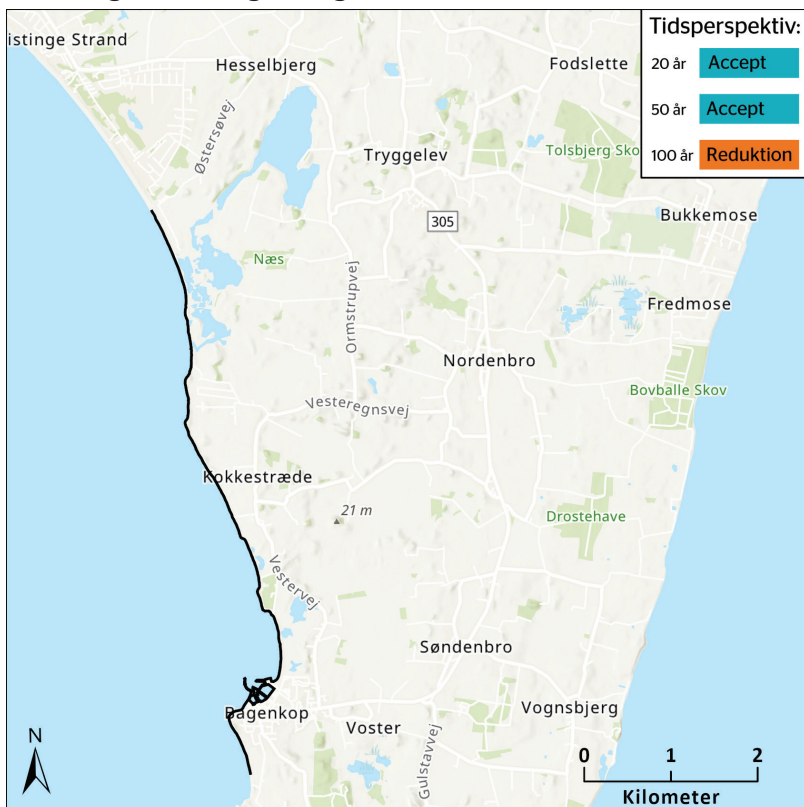 Tidsperspektiv:
20 år Accept
50 år Accept
100 år Reduktion
istinge Strand
Hesselbjerg
Fodslette
Østersøvej
Tryggelev
Tolsbjerg Sko
305
Bukkemose
Næs
Ormstrupvej
Fredmose
Nordenbro
Bovballe Skov
Vesteregnsvej
Kokkestræde
21 m
Drostehave
Vestervej
Søndenbro
Bagenkop
Voster
Vognsbjerg
Gulstavvej
N
0 1 2
Kilometer